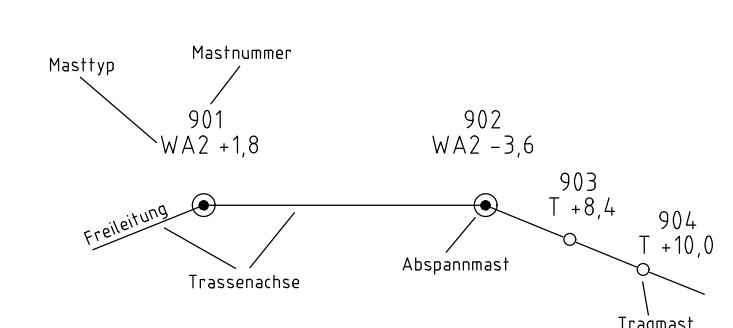 Mastnummer
Masttyp
901
WA2 +1,8
902
WA2 -3,6
903
T +8,4
904
T +10,0
Freileitung
Trassenachse
Abspannmast
Tragmast